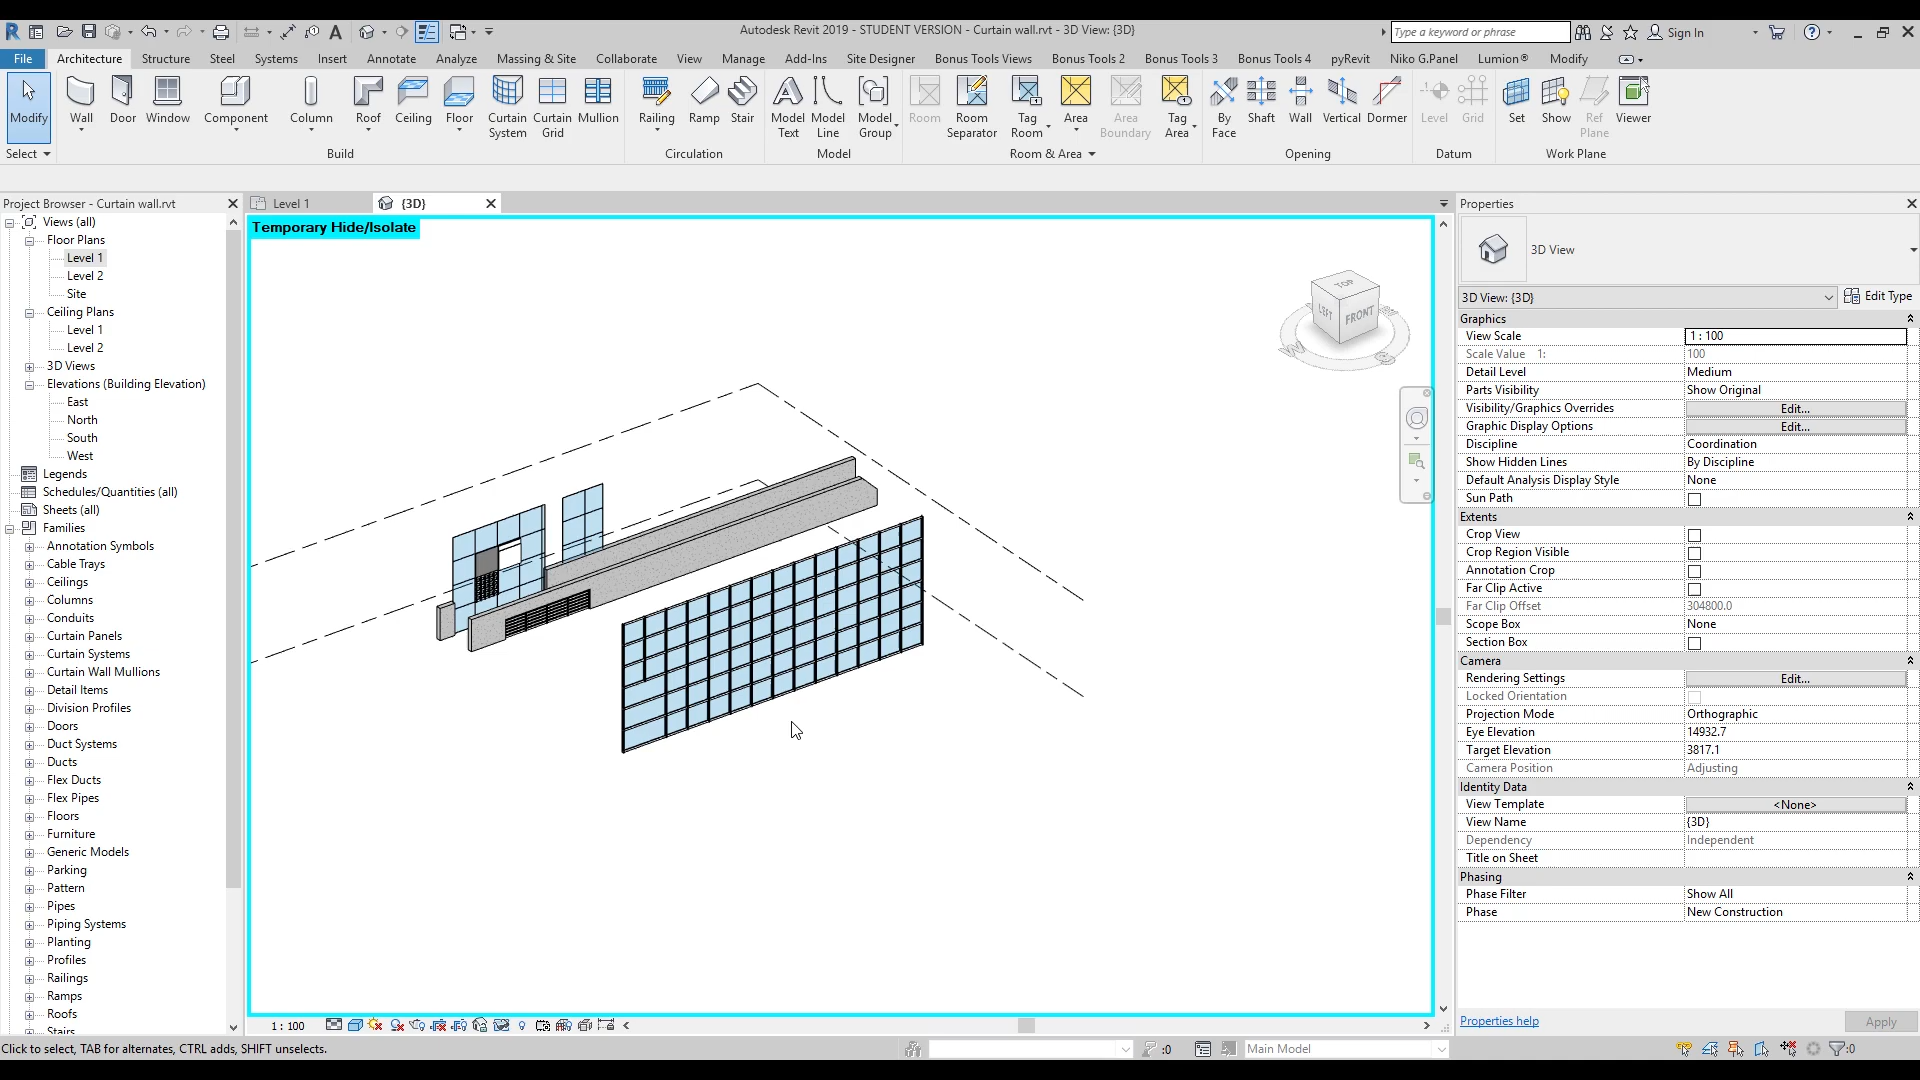 Autodesk Revit 2019 - STUDENT VERSION - Curtain wall.rvt - 3D View: {3D}
Type a keyword or phrase
Sign In
File Architecture Structure Steel Systems Insert Annotate Analyze Massing & Site Collaborate View Manage Add-Ins Site Designer Bonus Tools Views Bonus Tools 2 Bonus Tools 3 Bonus Tools 4 pyRevit Niko G.Panel Lumion® Modify
Modify
Wall
Door
Window
Component
Column
Roof
Ceiling
Floor
Curtain System
Curtain Grid
Mullion
Railing
Ramp
Stair
Model Text
Model Line
Model Group
Room
Room Separator
Tag Room
Area
Area Boundary
Tag Area
By Face
Shaft
Wall
Vertical
Dormer
Level
Grid
Set
Show
Ref Plane
Viewer
Select
Build
Circulation
Model
Room & Area
Opening
Datum
Work Plane
Project Browser - Curtain wall.rvt
Views (all)
Floor Plans
Level 1
Level 2
Site
Ceiling Plans
Level 1
Level 2
3D Views
Elevations (Building Elevation)
East
North
South
West
Legends
Schedules/Quantities (all)
Sheets (all)
Families
Annotation Symbols
Cable Trays
Ceilings
Columns
Conduits
Curtain Panels
Curtain Systems
Curtain Wall Mullions
Detail Items
Division Profiles
Doors
Duct Systems
Ducts
Flex Ducts
Flex Pipes
Floors
Furniture
Generic Models
Parking
Pattern
Pipes
Piping Systems
Planting
Profiles
Railings
Ramps
Roofs
Stairs
Level 1
{3D}
Temporary Hide/Isolate
TOP
LEFT
FRONT
W
S
Properties
3D View
3D View: {3D}
Edit Type
Graphics
View Scale 1 : 100
Scale Value 1: 100
Detail Level Medium
Parts Visibility Show Original
Visibility/Graphics Overrides Edit...
Graphic Display Options Edit...
Discipline Coordination
Show Hidden Lines By Discipline
Default Analysis Display Style None
Sun Path
Extents
Crop View
Crop Region Visible
Annotation Crop
Far Clip Active
Far Clip Offset 304800.0
Scope Box None
Section Box
Camera
Rendering Settings Edit...
Locked Orientation
Projection Mode Orthographic
Eye Elevation 14932.7
Target Elevation 3817.1
Camera Position Adjusting
Identity Data
View Template <None>
View Name {3D}
Dependency Independent
Title on Sheet
Phasing
Phase Filter Show All
Phase New Construction
Properties help
Apply
1 : 100
Click to select, TAB for alternates, CTRL adds, SHIFT unselects.
:0
Main Model
:0